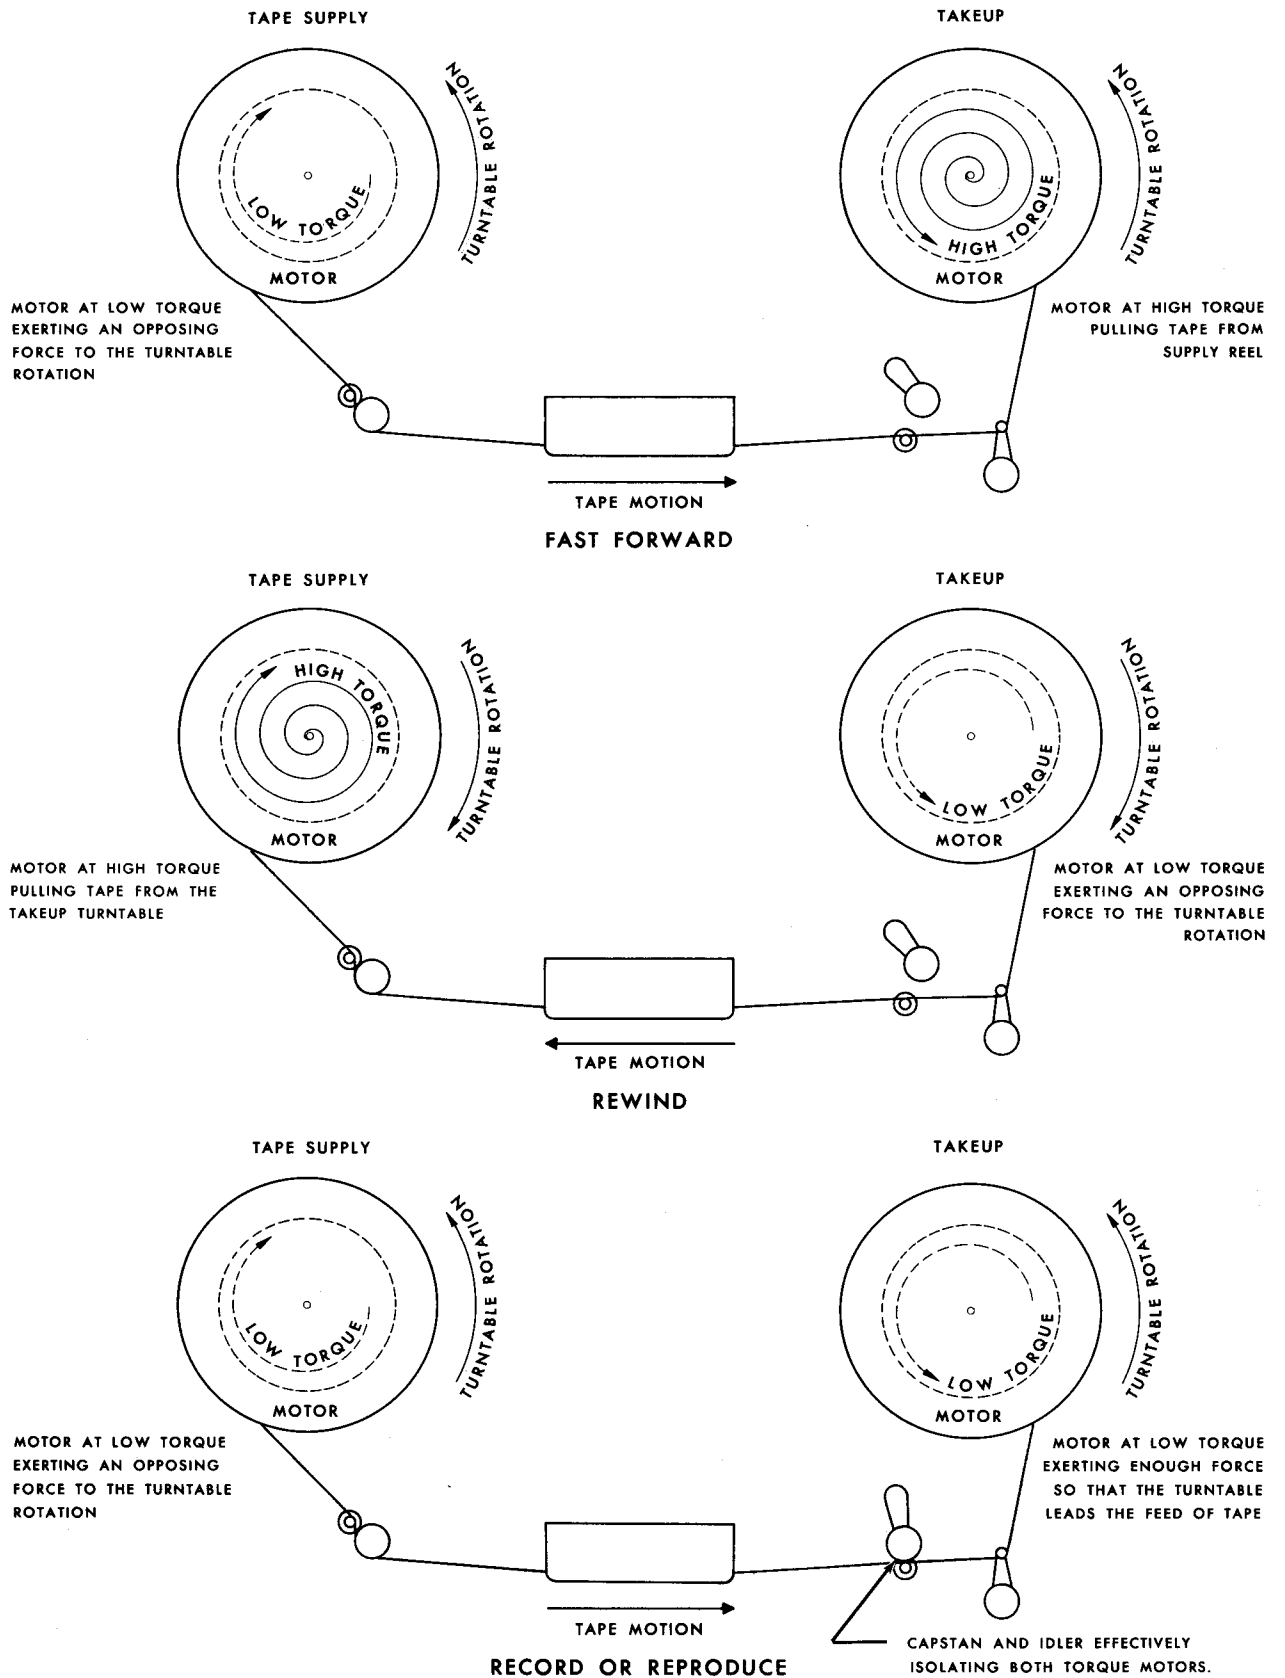 TAPE SUPPLY
TAKEUP
LOW TORQUE
MOTOR
TURNTABLE ROTATION
HIGH TORQUE
MOTOR
TURNTABLE ROTATION
MOTOR AT LOW TORQUE
EXERTING AN OPPOSING
FORCE TO THE TURNTABLE
ROTATION
MOTOR AT HIGH TORQUE
PULLING TAPE FROM
SUPPLY REEL
TAPE MOTION
FAST FORWARD
TAPE SUPPLY
TAKEUP
HIGH TORQUE
MOTOR
TURNTABLE ROTATION
LOW TORQUE
MOTOR
TURNTABLE ROTATION
MOTOR AT HIGH TORQUE
PULLING TAPE FROM THE
TAKEUP TURNTABLE
MOTOR AT LOW TORQUE
EXERTING AN OPPOSING
FORCE TO THE TURNTABLE
ROTATION
TAPE MOTION
REWIND
TAPE SUPPLY
TAKEUP
LOW TORQUE
MOTOR
TURNTABLE ROTATION
LOW TORQUE
MOTOR
TURNTABLE ROTATION
MOTOR AT LOW TORQUE
EXERTING AN OPPOSING
FORCE TO THE TURNTABLE
ROTATION
MOTOR AT LOW TORQUE
EXERTING ENOUGH FORCE
SO THAT THE TURNTABLE
LEADS THE FEED OF TAPE
TAPE MOTION
CAPSTAN AND IDLER EFFECTIVELY
ISOLATING BOTH TORQUE MOTORS.
RECORD OR REPRODUCE